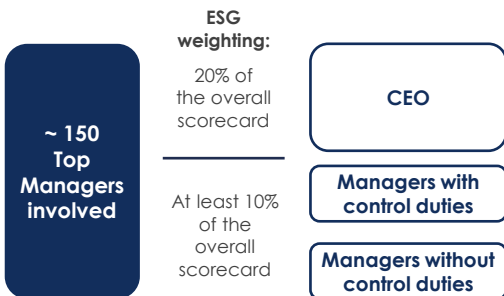 ~ 150
Top
Managers
involved
ESG
weighting:
20% of
the overall
scorecard
At least 10%
of the
overall
scorecard
CEO
Managers with
control duties
Managers without
control duties